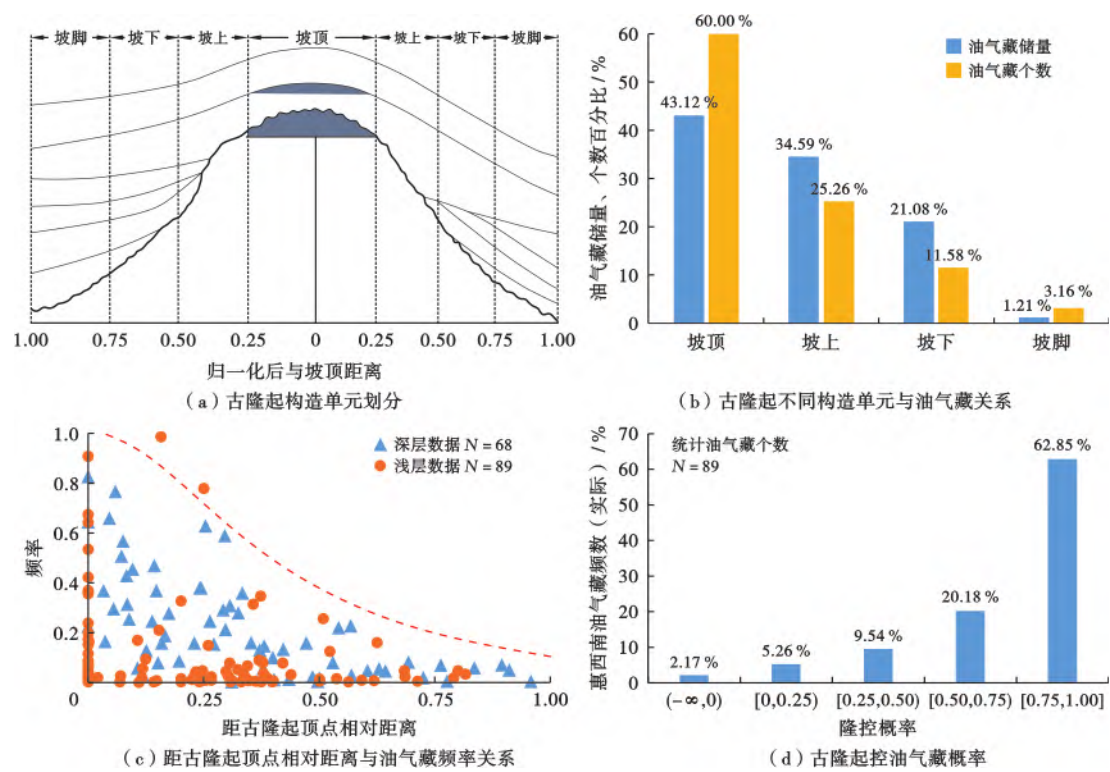 坡脚 坡下 坡上 坡顶 坡上 坡下 坡脚
1.00 0.75 0.50 0.25 0 0.25 0.50 0.75 1.00
归一化后与坡顶距离
(a)古隆起构造单元划分
油气藏储量、个数百分比/%
60
50
40
30
20
10
0
油气藏储量
油气藏个数
43.12 %
60.00 %
34.59 %
25.26 %
21.08 %
11.58 %
1.21 %
3.16 %
坡顶 坡上 坡下 坡脚
(b)古隆起不同构造单元与油气藏关系
频率
1.0
0.8
0.6
0.4
0.2
深层数据 N = 68
浅层数据 N = 89
0 0.25 0.50 0.75 1.00
距古隆起顶点相对距离
(c)距古隆起顶点相对距离与油气藏频率关系
惠西南油气藏频数(实际)/%
70
60
50
40
30
20
10
0
统计油气藏个数
N = 89
2.17 %
5.26 %
9.54 %
20.18 %
62.85 %
(−∞,0) [0,0.25) [0.25,0.50) [0.50,0.75) [0.75,1.00]
隆控概率
(d)古隆起控油气藏概率